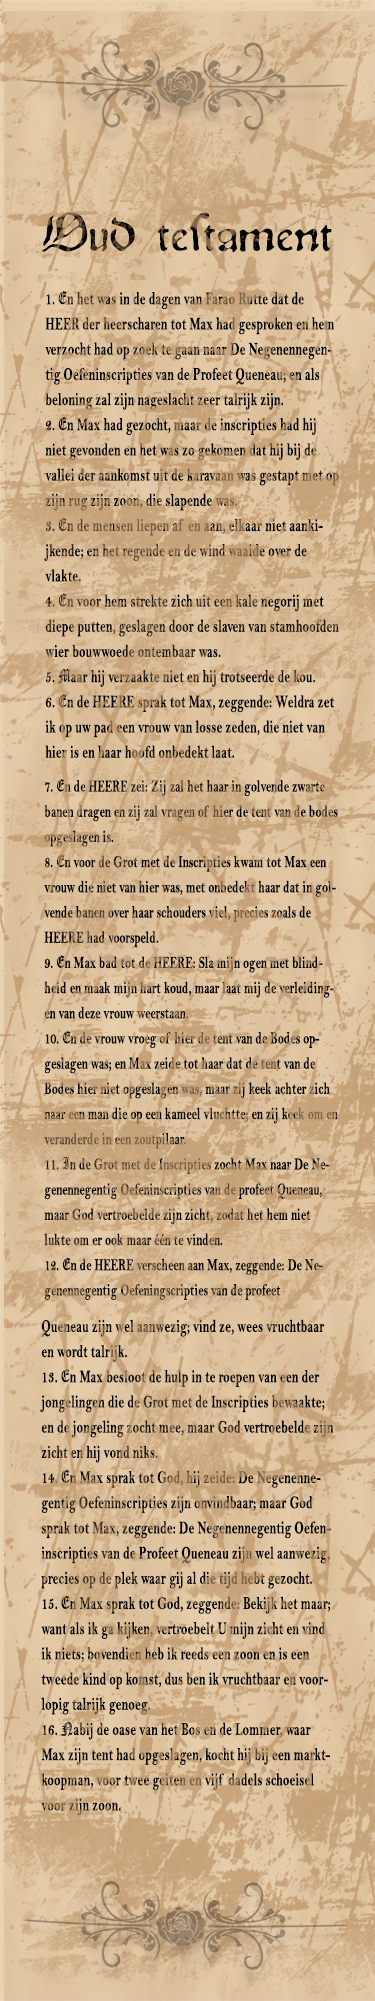 Oud testament
1. En het was in de dagen van Farao Rutte dat de
HEER der heerscharen tot Max had gesproken en hem
verzocht had op zoek te gaan naar De Negenennegen-
tig Oefeninscripties van de Profeet Queneau; en als
beloning zal zijn nageslacht zeer talrijk zijn.
2. En Max had gezocht, maar de inscripties had hij
niet gevonden en het was zo gekomen dat hij bij de
vallei der aankomst uit de karavaan was gestapt met op
zijn rug zijn zoon, die slapende was.
3. En de mensen liepen af en aan, elkaar niet aanki-
jkende; en het regende en de wind waaide over de
vlakte.
4. En voor hem strekte zich uit een kale negorij met
diepe putten, geslagen door de slaven van stamhoofden
wier bouwwoede ontembaar was.
5. Maar hij verzaakte niet en hij trotseerde de kou.
6. En de HEERE sprak tot Max, zeggende: Weldra zet
ik op uw pad een vrouw van losse zeden, die niet van
hier is en haar hoofd onbedekt laat.
7. En de HEERE zei: Zij zal het haar in golvende zwarte
banen dragen en zij zal vragen of hier de tent van de bodes
opgeslagen is.
8. En voor de Grot met de Inscripties kwam tot Max een
vrouw die niet van hier was, met onbedekt haar dat in gol-
vende banen over haar schouders viel, precies zoals de
HEERE had voorspeld.
9. En Max bad tot de HEERE: Sla mijn ogen met blind-
heid en maak mijn hart koud, maar laat mij de verleiding-
en van deze vrouw weerstaan.
10. En de vrouw vroeg of hier de tent van de Bodes op-
geslagen was; en Max zeide tot haar dat de tent van de
Bodes hier niet opgeslagen was, maar zij keek achter zich
naar een man die op een kameel vluchtte; en zij keek om en
veranderde in een zoutpilaar.
11. In de Grot met de Inscripties zocht Max naar De Ne-
genennegentig Oefeninscripties van de profeet Queneau,
maar God vertroebelde zijn zicht, zodat het hem niet
lukte om er ook maar één te vinden.
12. En de HEERE verscheen aan Max, zeggende: De Ne-
genennegentig Oefeningscripties van de profeet
Queneau zijn wel aanwezig; vind ze, wees vruchtbaar
en wordt talrijk.
13. En Max besloot de hulp in te roepen van een der
jongelingen die de Grot met de Inscripties bewaakte;
en de jongeling zocht mee, maar God vertroebelde zijn
zicht en hij vond niks.
14. En Max sprak tot God, hij zeide: De Negenenne-
gentig Oefeninscripties zijn onvindbaar; maar God
sprak tot Max, zeggende: De Negenennegentig Oefen-
inscripties van de Profeet Queneau zijn wel aanwezig,
precies op de plek waar gij al die tijd hebt gezocht.
15. En Max sprak tot God, zeggende: Bekijk het maar;
want als ik ga kijken, vertroebelt U mijn zicht en vind
ik niets; bovendien heb ik reeds een zoon en is een
tweede kind op komst, dus ben ik vruchtbaar en voor-
lopig talrijk genoeg.
16. Nabij de oase van het Bos en de Lommer, waar
Max zijn tent had opgeslagen, kocht hij bij een markt-
koopman, voor twee geiten en vijf dadels schoeisel
voor zijn zoon.